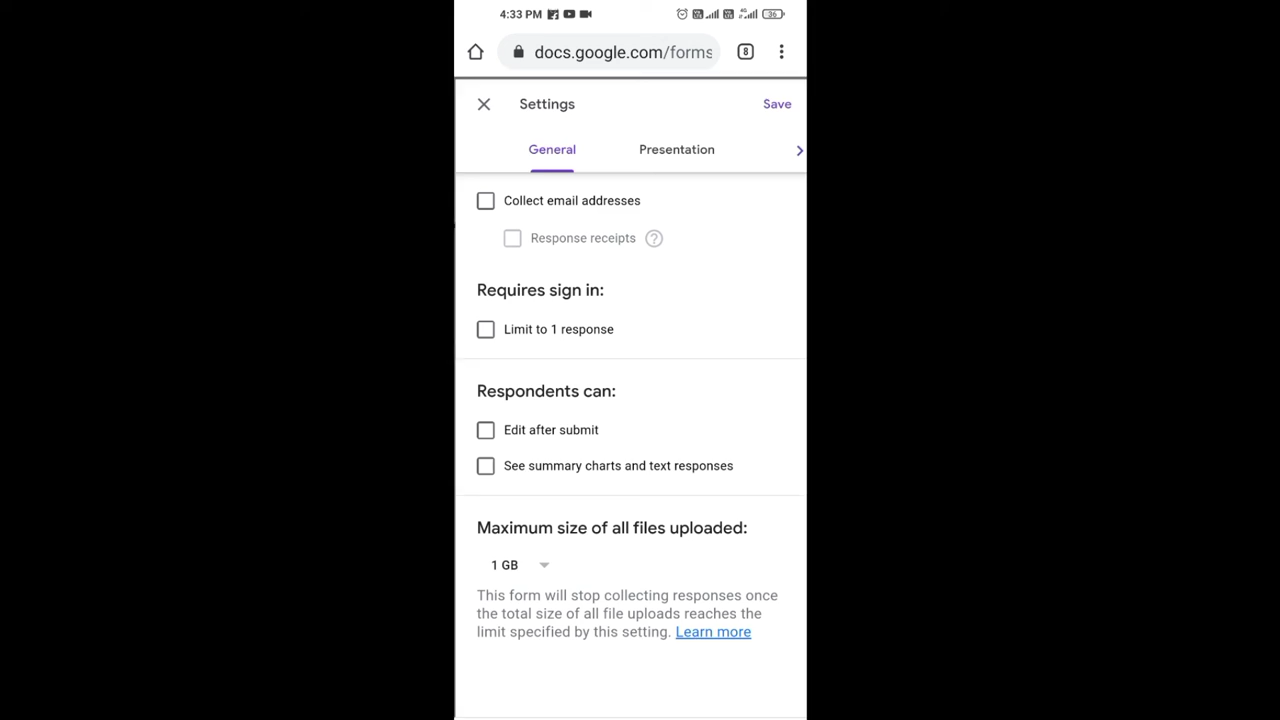 4:33 PM
36
docs.google.com/forms
8
Settings
Save
General
Presentation
Collect email addresses
Response receipts ?
Requires sign in:
Limit to 1 response
Respondents can:
Edit after submit
See summary charts and text responses
Maximum size of all files uploaded:
1 GB
This form will stop collecting responses once
the total size of all file uploads reaches the
limit specified by this setting. Learn more